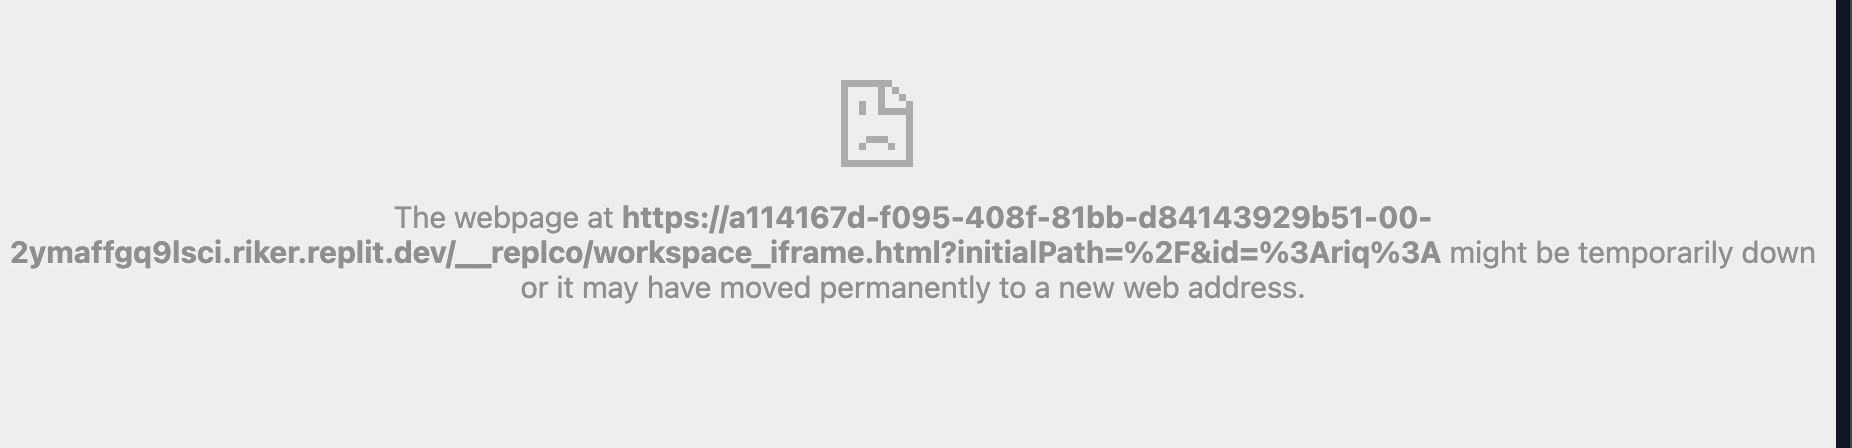 The webpage at https://a114167d-f095-408f-81bb-d84143929b51-00-
2ymaffgq9lsci.riker.replit.dev/__replco/workspace_iframe.html?initialPath=%2F&id=%3Ariq%3A might be temporarily down
or it may have moved permanently to a new web address.